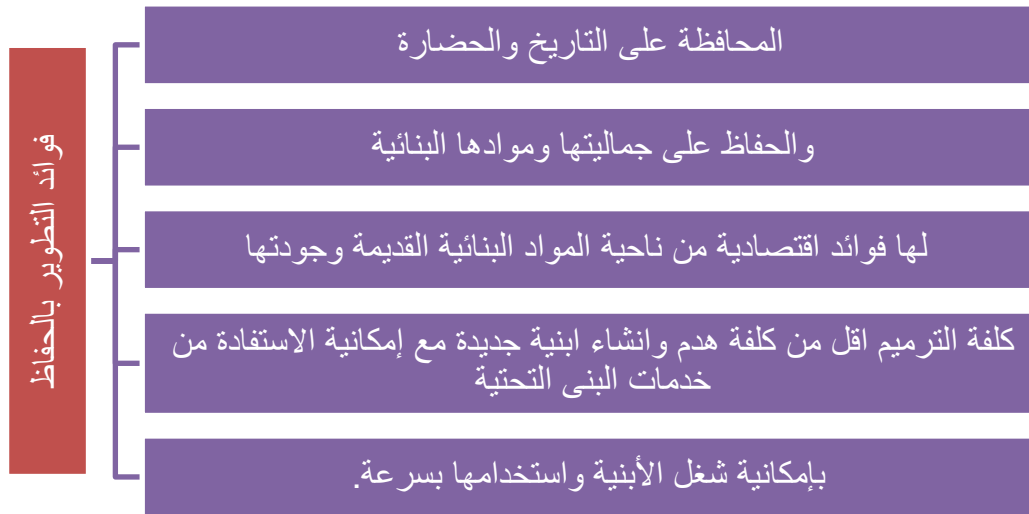 فوائد التطوير بالحفاظ
المحافظة على التاريخ والحضارة
والحفاظ على جماليتها وموادها البنائية
لها فوائد اقتصادية من ناحية المواد البنائية القديمة وجودتها
كلفة الترميم اقل من كلفة هدم وانشاء ابنية جديدة مع إمكانية الاستفادة من
خدمات البنى التحتية
بإمكانية شغل الأبنية واستخدامها بسرعة.